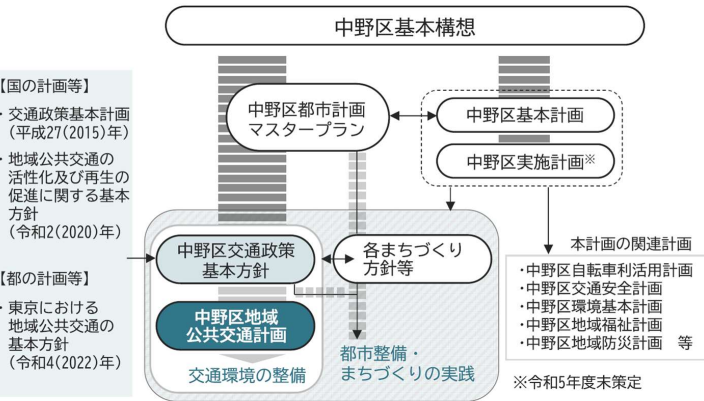 中野区基本構想
【国の計画等】
・交通政策基本計画
（平成27(2015)年）
・地域公共交通の
活性化及び再生の
促進に関する基本
方針
（令和2(2020)年）
【都の計画等】
・東京における
地域公共交通の
基本方針
（令和4(2022)年）
中野区都市計画
マスタープラン
中野区基本計画
中野区実施計画※
中野区交通政策
基本方針
各まちづくり
方針等
中野区地域
公共交通計画
交通環境の整備
都市整備・
まちづくりの実践
本計画の関連計画
・中野区自転車利活用計画
・中野区交通安全計画
・中野区環境基本計画
・中野区地域福祉計画
・中野区地域防災計画　等
※令和5年度末策定